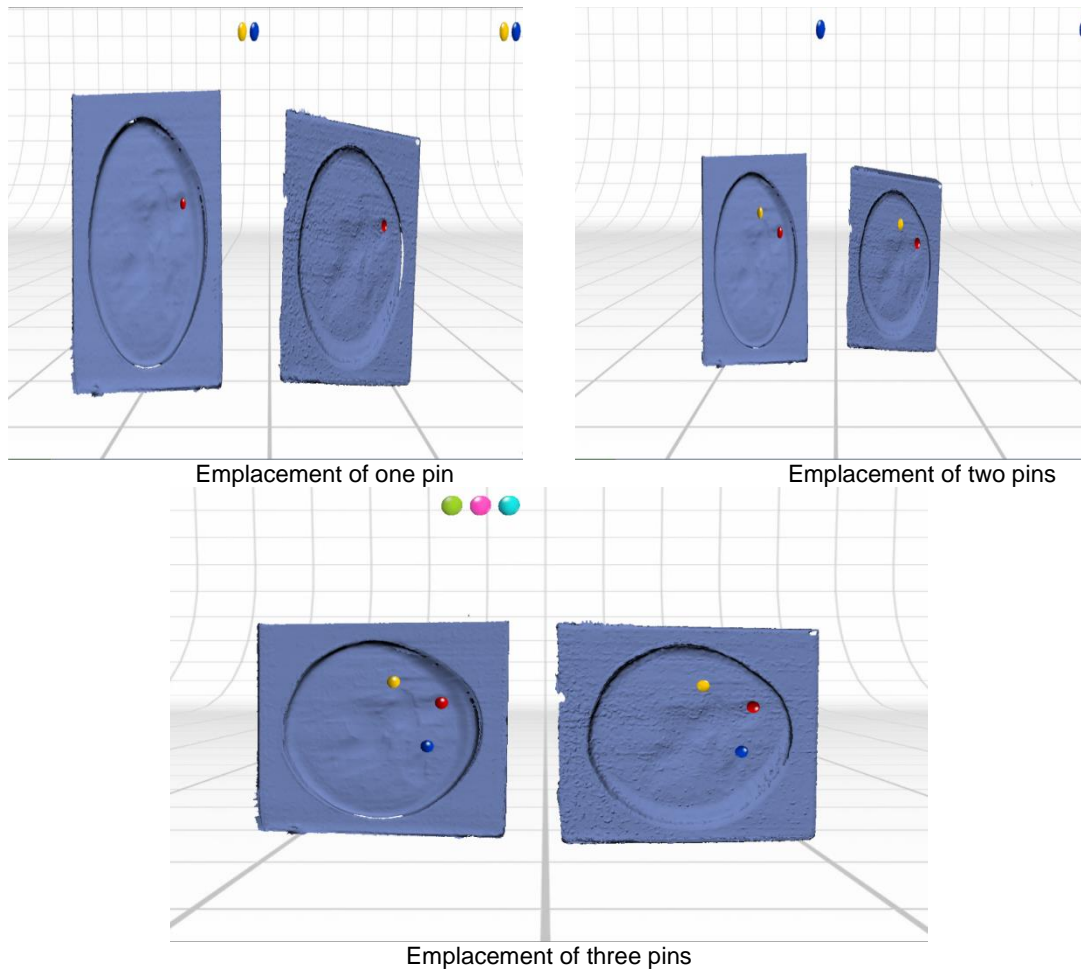 Emplacement of one pin
Emplacement of two pins
Emplacement of three pins